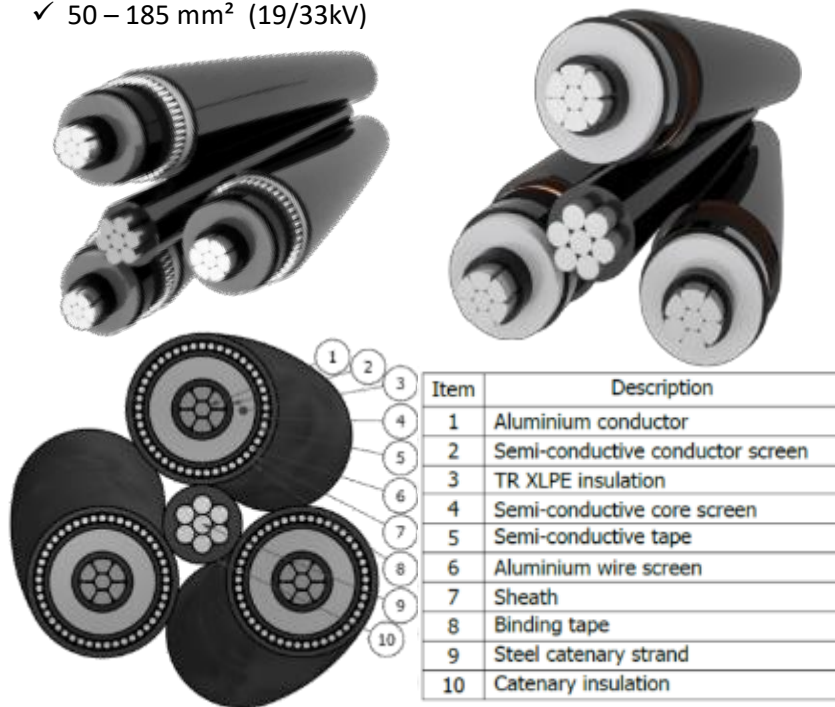 ✓ 50 – 185 mm² (19/33kV)
1
2
3
4
5
6
7
8
9
10
Item Description
1 Aluminium conductor
2 Semi-conductive conductor screen
3 TR XLPE insulation
4 Semi-conductive core screen
5 Semi-conductive tape
6 Aluminium wire screen
7 Sheath
8 Binding tape
9 Steel catenary strand
10 Catenary insulation